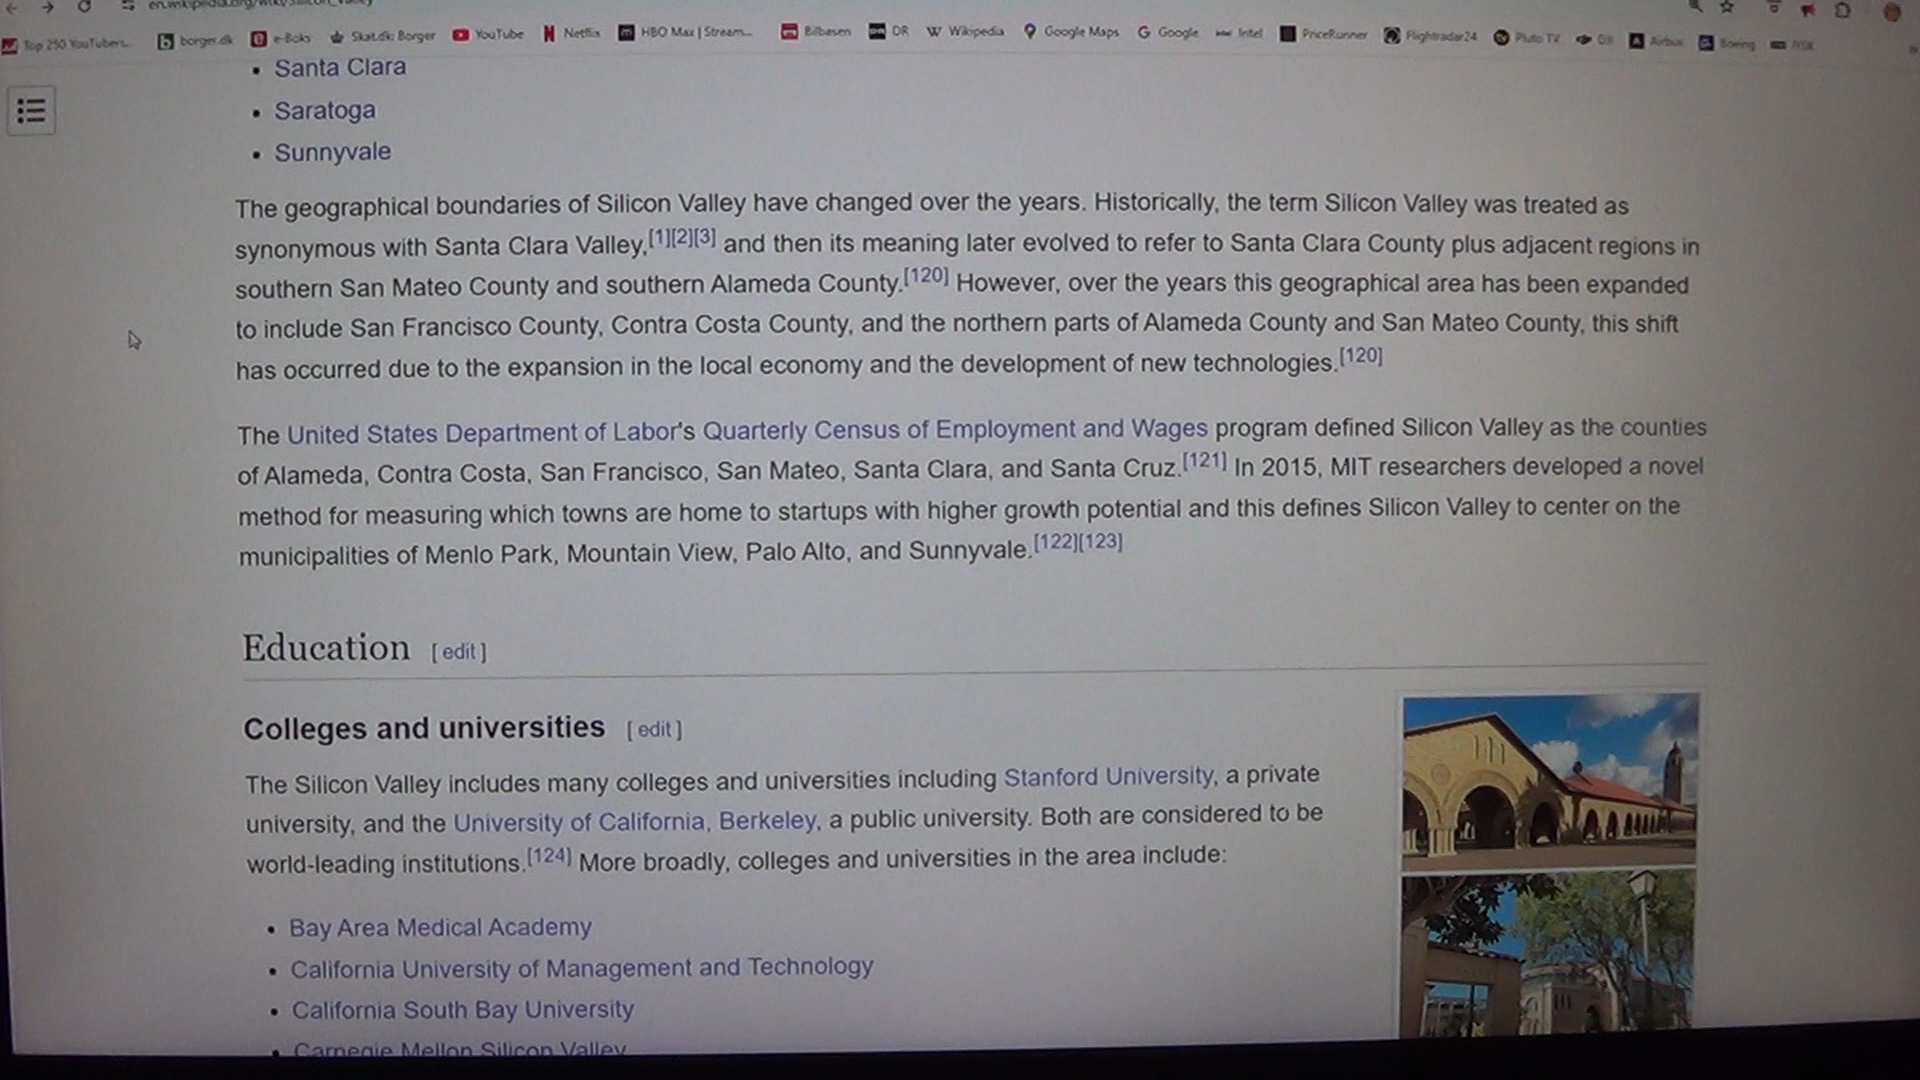 en.wikipedia.org/wiki/Silicon_Valley
Top 250 YouTubers... borger.dk e-Boks Skat.dk: Borger YouTube Netflix HBO Max | Stream... Bilbasen DR Wikipedia Google Maps Google Intel PriceRunner Flightradar24 Pluto TV DJI Airbus Boeing JYSK
• Santa Clara
• Saratoga
• Sunnyvale
The geographical boundaries of Silicon Valley have changed over the years. Historically, the term Silicon Valley was treated as
synonymous with Santa Clara Valley,[1][2][3] and then its meaning later evolved to refer to Santa Clara County plus adjacent regions in
southern San Mateo County and southern Alameda County.[120] However, over the years this geographical area has been expanded
to include San Francisco County, Contra Costa County, and the northern parts of Alameda County and San Mateo County, this shift
has occurred due to the expansion in the local economy and the development of new technologies.[120]
The United States Department of Labor's Quarterly Census of Employment and Wages program defined Silicon Valley as the counties
of Alameda, Contra Costa, San Francisco, San Mateo, Santa Clara, and Santa Cruz.[121] In 2015, MIT researchers developed a novel
method for measuring which towns are home to startups with higher growth potential and this defines Silicon Valley to center on the
municipalities of Menlo Park, Mountain View, Palo Alto, and Sunnyvale.[122][123]
Education [ edit ]
Colleges and universities [ edit ]
The Silicon Valley includes many colleges and universities including Stanford University, a private
university, and the University of California, Berkeley, a public university. Both are considered to be
world-leading institutions.[124] More broadly, colleges and universities in the area include:
• Bay Area Medical Academy
• California University of Management and Technology
• California South Bay University
• Carnegie Mellon Silicon Valley